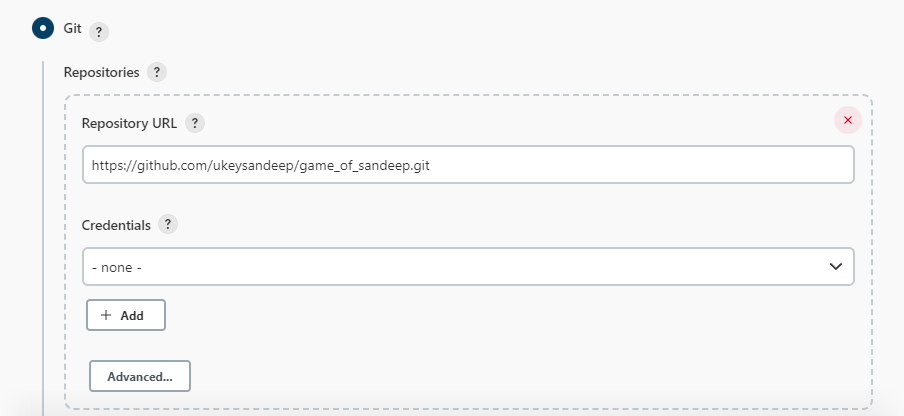 Git ?
Repositories ?
Repository URL ?
https://github.com/ukeysandeep/game_of_sandeep.git
Credentials ?
- none -
+ Add
Advanced...